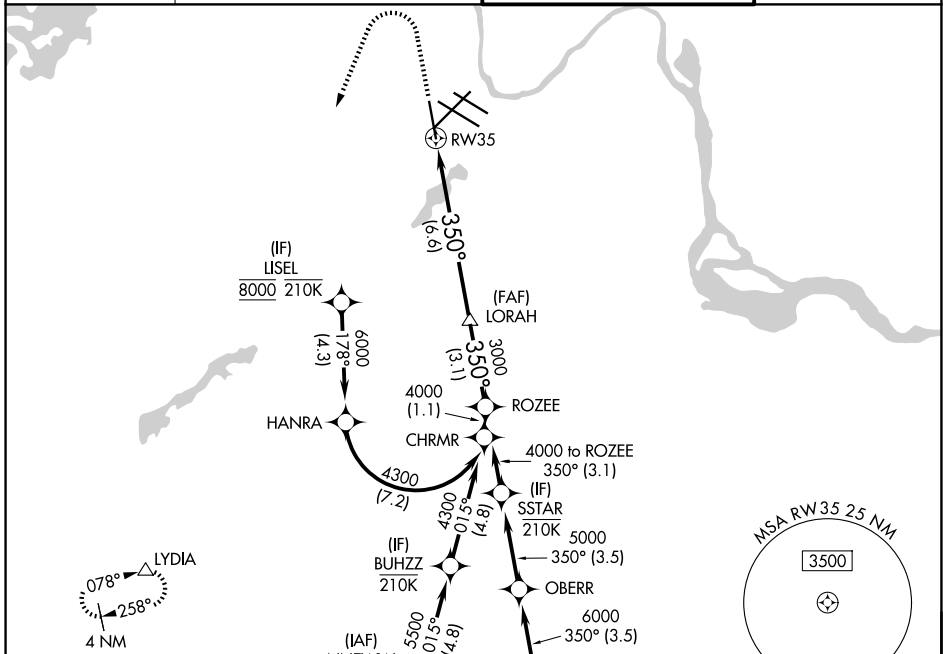 RW35
350°
(6.6)
(IF)
LISEL
8000 210K
(FAF)
LORAH
6000
178°
(4.3)
3000
350°
(3.1)
4000
(1.1)
ROZEE
HANRA
CHRMR
4000 to ROZEE
350° (3.1)
4300
(7.2)
(IF)
SSTAR
210K
4300
015°
(4.8)
MSA RW35 25 NM
3500
5000
350° (3.5)
(IF)
BUHZZ
210K
LYDIA
078°
258°
4 NM
OBERR
6000
350° (3.5)
5500
015°
(4.8)
(IAF)